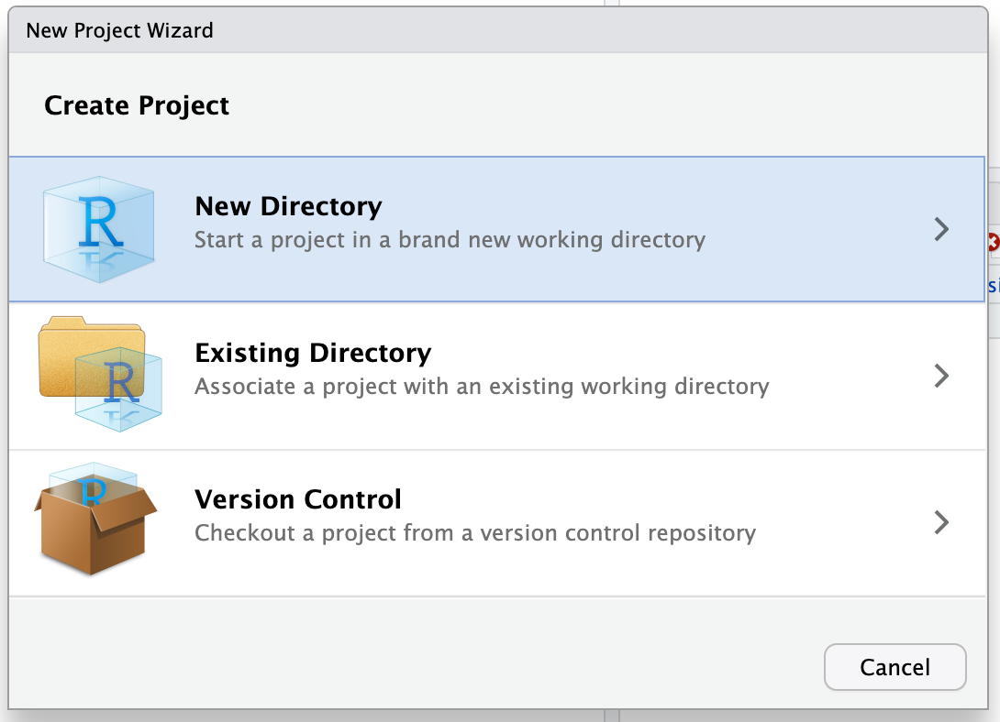 New Project Wizard
Create Project
R
New Directory
Start a project in a brand new working directory
R
Existing Directory
Associate a project with an existing working directory
R
Version Control
Checkout a project from a version control repository
Cancel